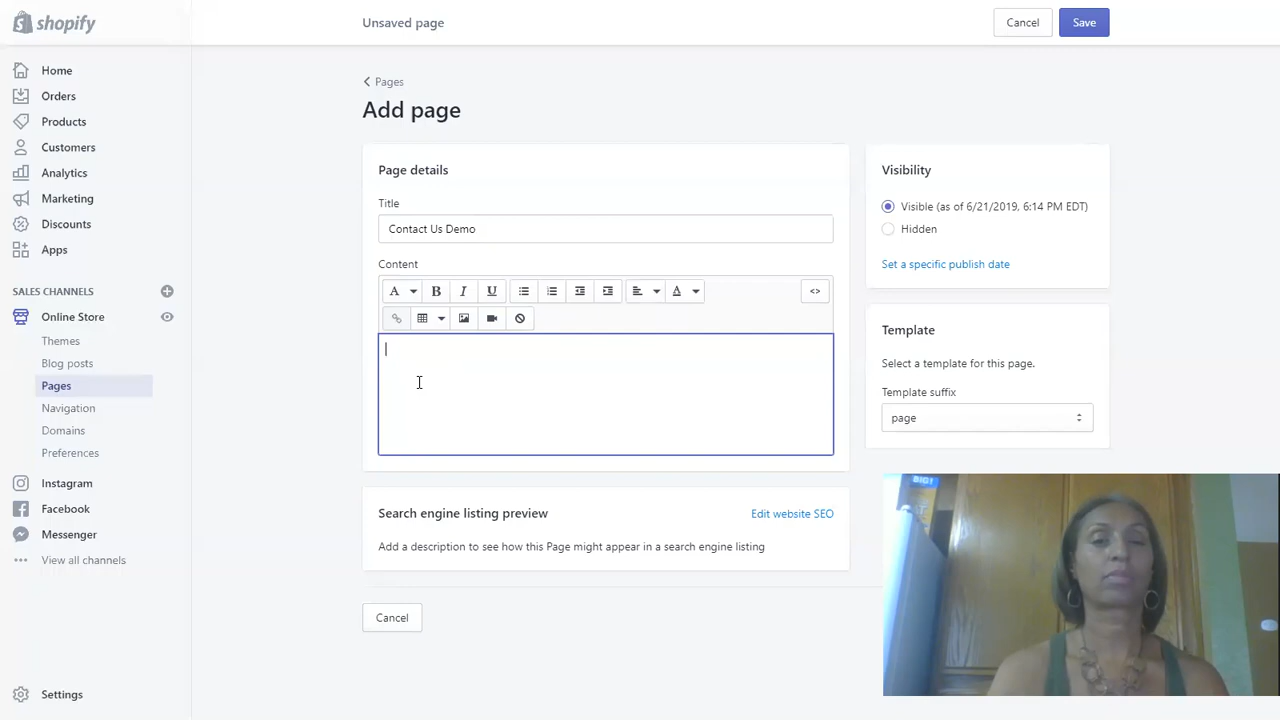 shopify
Unsaved page
Cancel
Save
Home
Orders
Products
Customers
Analytics
Marketing
Discounts
Apps
SALES CHANNELS
Online Store
Themes
Blog posts
Pages
Navigation
Domains
Preferences
Instagram
Facebook
Messenger
View all channels
Settings
Pages
Add page
Page details
Title
Contact Us Demo
Content
A B I U A <>
Search engine listing preview
Edit website SEO
Add a description to see how this Page might appear in a search engine listing
Cancel
Visibility
Visible (as of 6/21/2019, 6:14 PM EDT)
Hidden
Set a specific publish date
Template
Select a template for this page.
Template suffix
page
BIG!